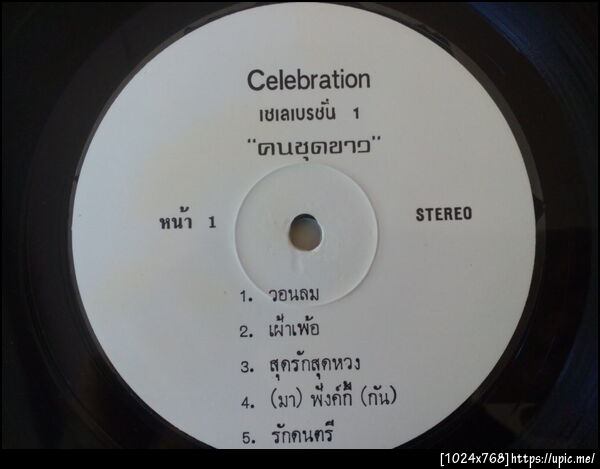 Celebration
เซเลเบรชั่น 1
"คนชุดขาว"
หน้า 1 STEREO
1. วอนลม
2. เฝ้าเพ้อ
3. สุดรักสุดหวง
4. (มา) ฟังค์กี้ (กัน)
5. รักดนตรี
[1024x768]https://upic.me/